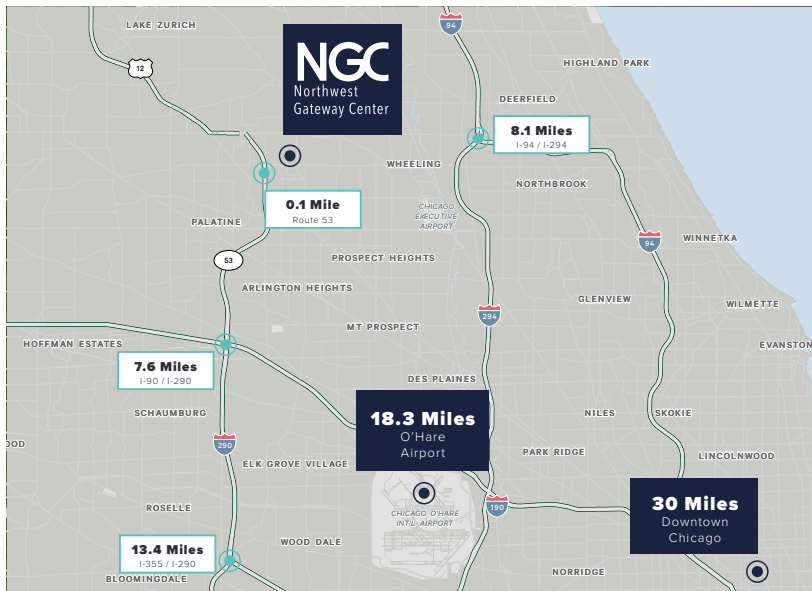 LAKE ZURICH
94
HIGHLAND PARK
12
NGC
Northwest
Gateway Center
DEERFIELD
8.1 Miles
I-94 / I-294
WHEELING
NORTHBROOK
0.1 Mile
Route 53
PALATINE
CHICAGO
EXECUTIVE
AIRPORT
94
WINNETKA
53
PROSPECT HEIGHTS
ARLINGTON HEIGHTS
GLENVIEW
WILMETTE
294
MT PROSPECT
HOFFMAN ESTATES
EVANSTON
7.6 Miles
I-90 / I-290
DES PLAINES
SCHAUMBURG
18.3 Miles
O'Hare
Airport
NILES
SKOKIE
OOD
290
ELK GROVE VILLAGE
PARK RIDGE
LINCOLNWOOD
ROSELLE
CHICAGO O'HARE
INT'L AIRPORT
190
30 Miles
Downtown
Chicago
13.4 Miles
I-355 / I-290
WOOD DALE
BLOOMINGDALE
NORRIDGE